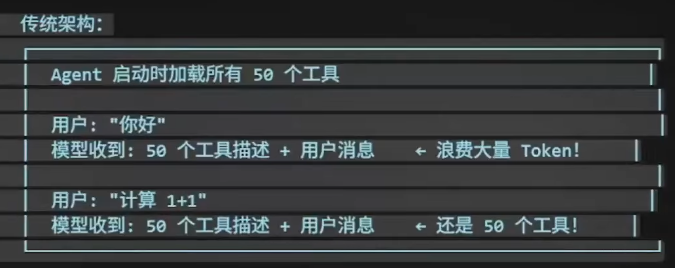 传统架构:
Agent 启动时加载所有 50 个工具
用户: "你好"
模型收到: 50 个工具描述 + 用户消息 ← 浪费大量 Token!
用户: "计算 1+1"
模型收到: 50 个工具描述 + 用户消息 ← 还是 50 个工具!